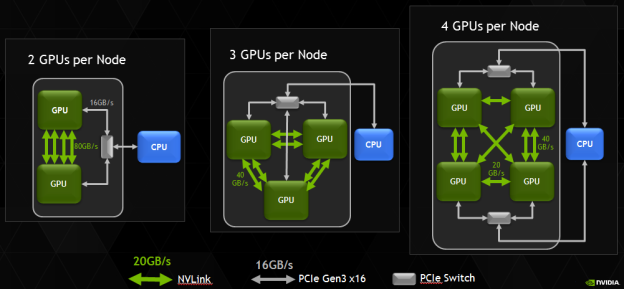 2 GPUs per Node
GPU
16GB/s
80GB/s
CPU
GPU
3 GPUs per Node
GPU
GPU
CPU
40
GB/s
GPU
4 GPUs per Node
GPU
GPU
40
GB/s
CPU
20
GB/s
GPU
GPU
20GB/s
NVLink
16GB/s
PCIe Gen3 x16
PCIe Switch
NVIDIA